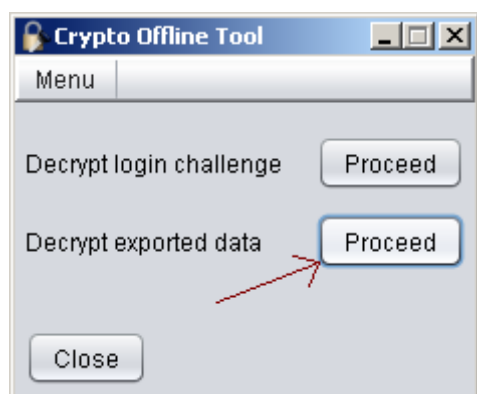 Crypto Offline Tool
Menu
Decrypt login challenge Proceed
Decrypt exported data Proceed
Close